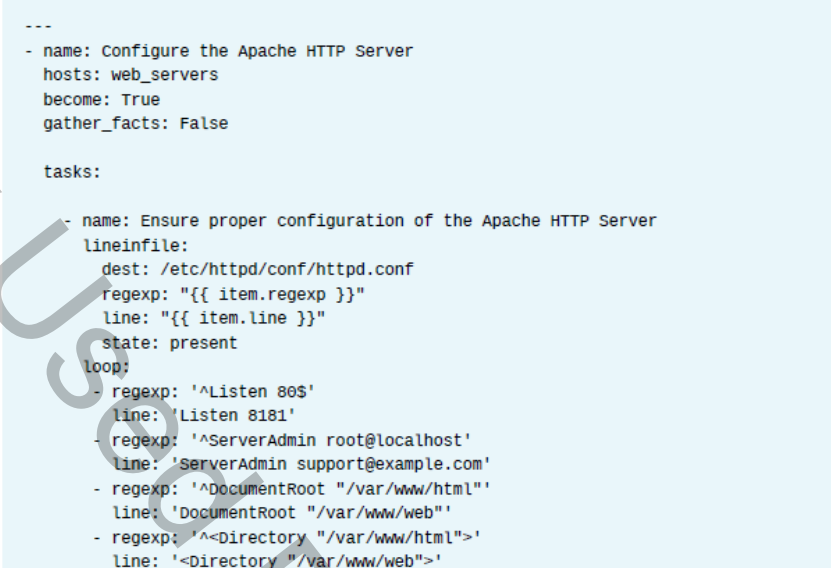 ---
- name: Configure the Apache HTTP Server
  hosts: web_servers
  become: True
  gather_facts: False

  tasks:

    - name: Ensure proper configuration of the Apache HTTP Server
      lineinfile:
        dest: /etc/httpd/conf/httpd.conf
        regexp: "{{ item.regexp }}"
        line: "{{ item.line }}"
        state: present
      loop:
       - regexp: '^Listen 80$'
         line: 'Listen 8181'
       - regexp: '^ServerAdmin root@localhost'
         line: 'ServerAdmin support@example.com'
       - regexp: '^DocumentRoot "/var/www/html"'
         line: 'DocumentRoot "/var/www/web"'
       - regexp: '^<Directory "/var/www/html">'
         line: '<Directory "/var/www/web">'
Used